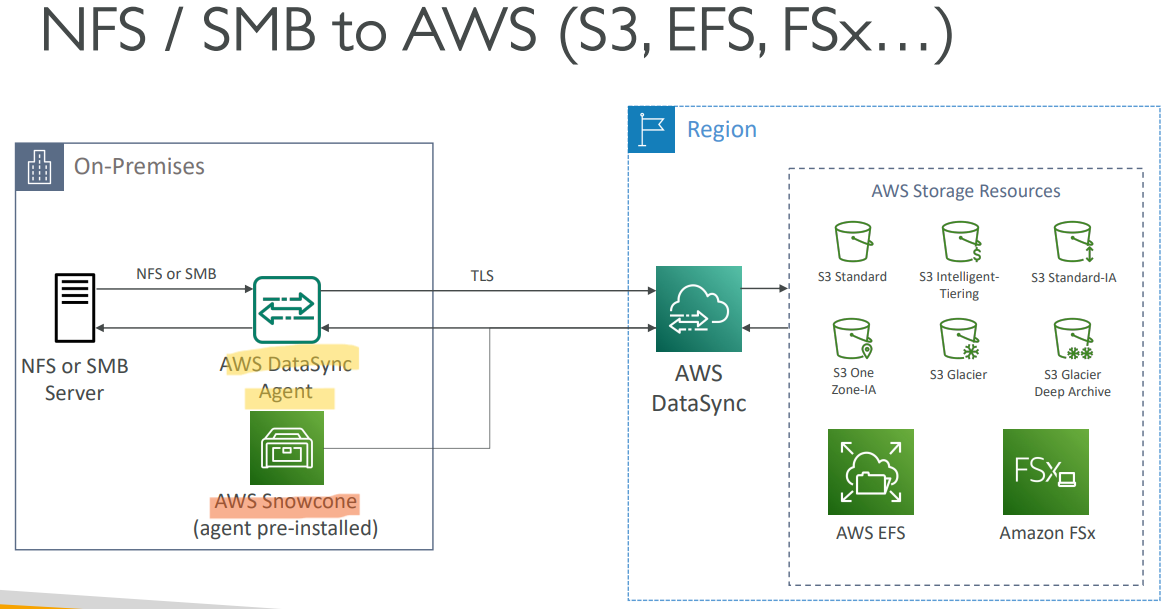 NFS / SMB to AWS (S3, EFS, FSx…)
On-Premises
NFS or SMB
NFS or SMB
Server
AWS DataSync
Agent
AWS Snowcone
(agent pre-installed)
TLS
Region
AWS
DataSync
AWS Storage Resources
S3 Standard
S3 Intelligent-
Tiering
S3 Standard-IA
S3 One
Zone-IA
S3 Glacier
S3 Glacier
Deep Archive
FSx
AWS EFS
Amazon FSx